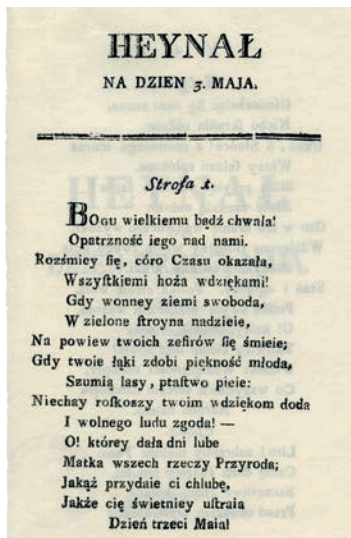 HEYNAŁ
NA DZIEN 3. MAJA.
Strofa 1.
BOGU wielkiemu bądź chwała!
Opatrzność iego nad nami.
Rozśmiey ſię, córo Czasu okazała,
Wszyſtkiemi hoża wdziękami!
Gdy wonney ziemi swoboda,
W zielone ſtroyna nadzieie,
Na powiew twoich zefirów ſię śmieie;
Gdy twoie łąki zdobi piękność młoda,
Szumią lasy, ptaſtwo pieie:
Niechay roſkoszy twoim wdziękom doda
I wolnego ludu zgoda! —
O! którey dała dni lube
Matka wszech rzeczy Przyroda;
Jakąż przydaie ci chlubę,
Jakże cię świetniey uſtraia
Dzień trzeci Maia!